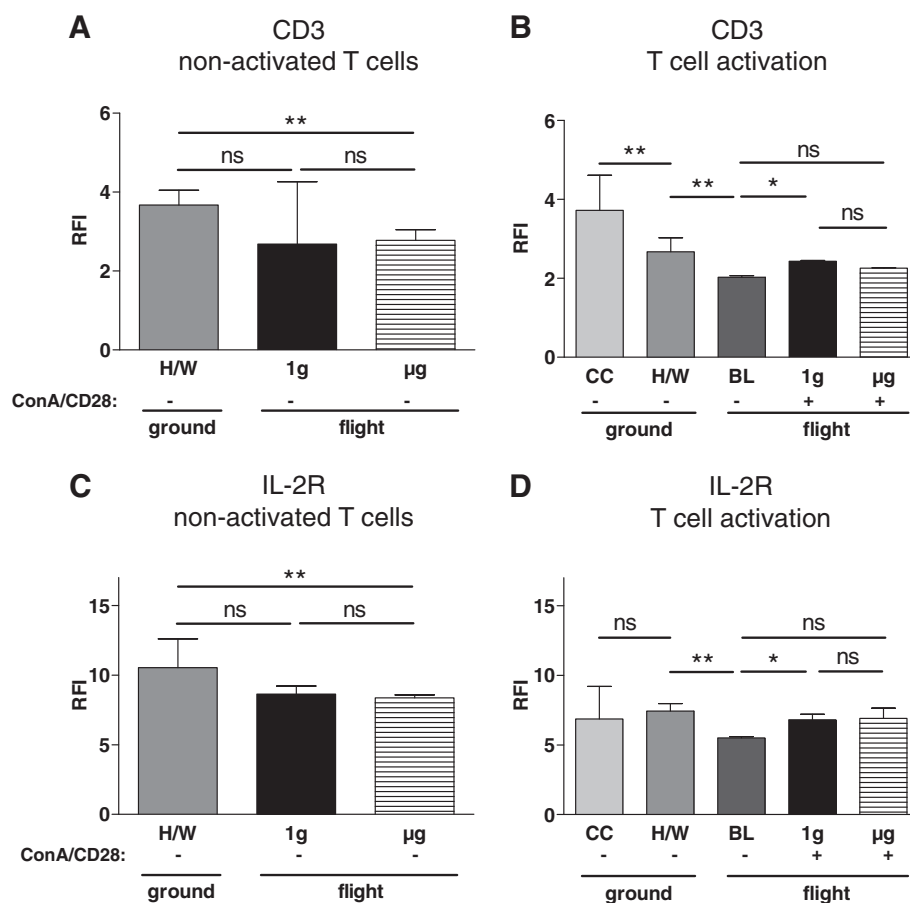 A
CD3
non-activated T cells
6
4
2
0
RFI
**
ns
ns
H/W
1g
µg
ConA/CD28:
-
-
-
ground
flight
B
CD3
T cell activation
6
4
2
0
RFI
**
**
ns
*
ns
CC
H/W
BL
1g
µg
-
-
-
+
+
ground
flight
C
IL-2R
non-activated T cells
15
10
5
0
RFI
**
ns
ns
H/W
1g
µg
ConA/CD28:
-
-
-
ground
flight
D
IL-2R
T cell activation
15
10
5
0
RFI
ns
ns
**
*
ns
CC
H/W
BL
1g
µg
-
-
-
+
+
ground
flight